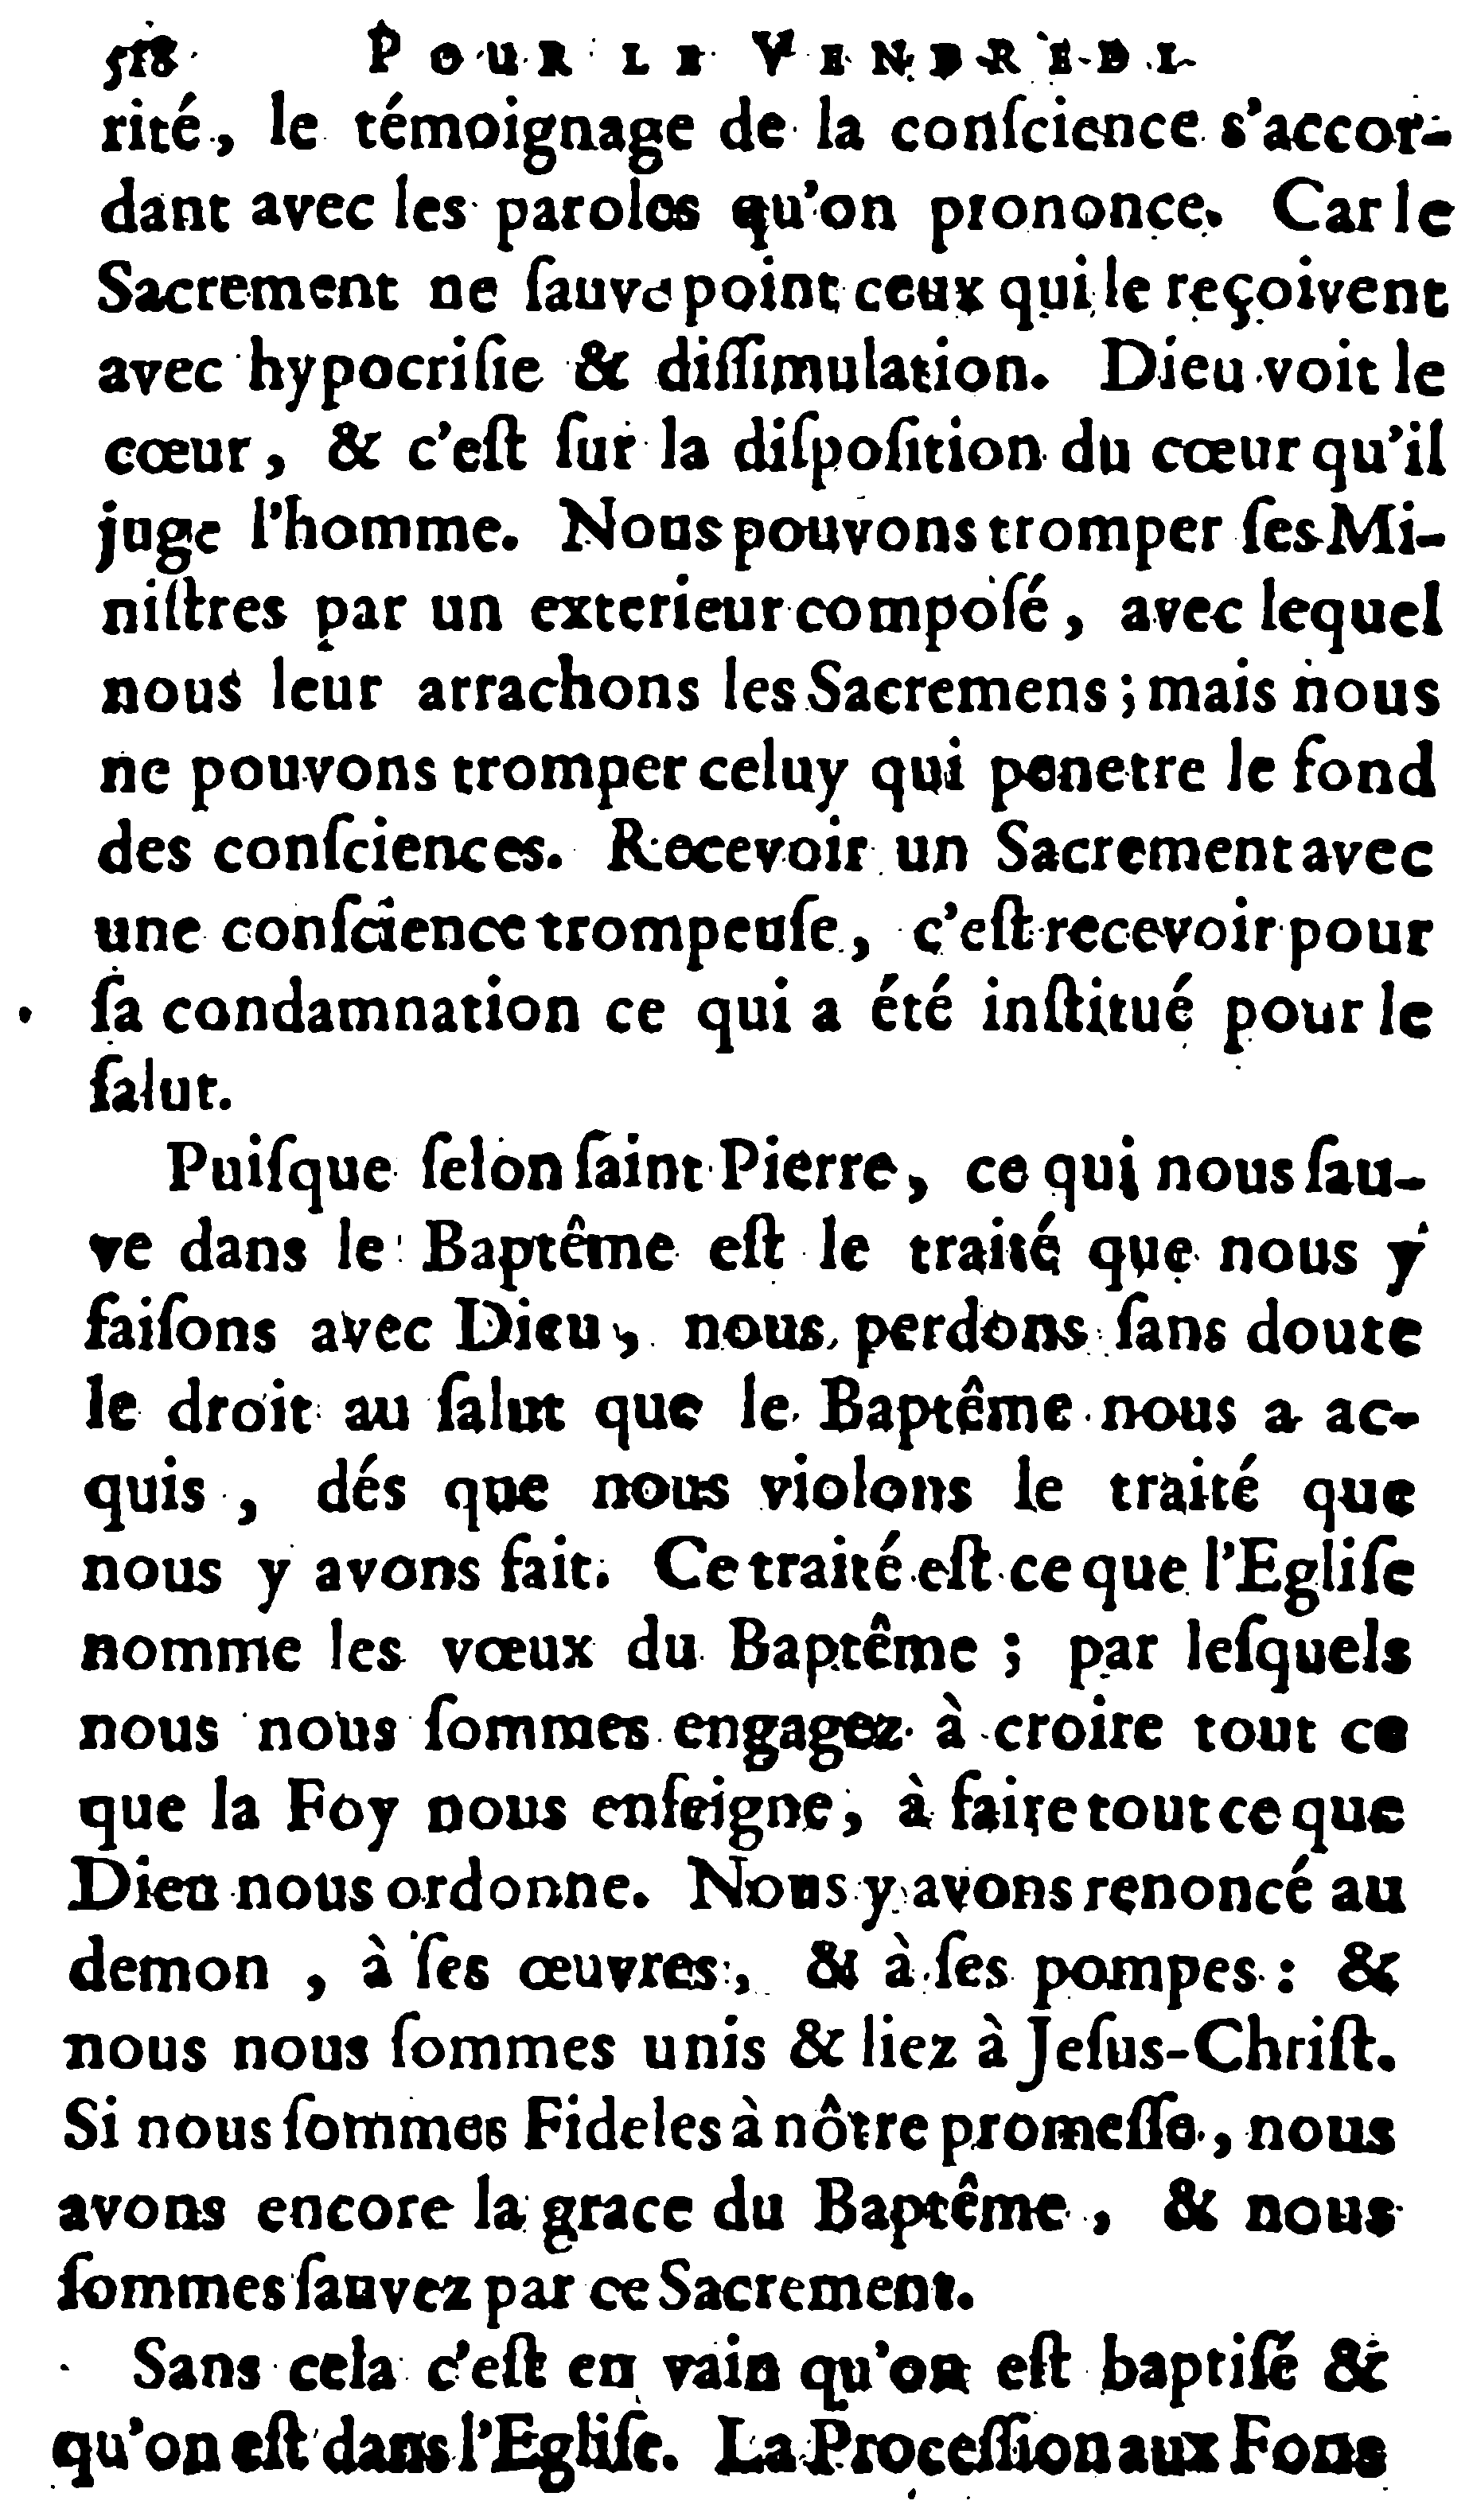 518 POUR LE VENDREDI
rité, le témoignage de la conſcience s'accor-
dant avec les paroles qu'on prononce. Car le
Sacrement ne ſauve point ceux qui le reçoivent
avec hypocriſie & diſſimulation. Dieu voit le
cœur, & c'eſt ſur la diſpoſition du cœur qu'il
juge l'homme. Nous pouvons tromper ſes Mi-
niſtres par un exterieur compoſé, avec lequel
nous leur arrachons les Sacremens; mais nous
ne pouvons tromper celuy qui penetre le fond
des conſciences. Recevoir un Sacrement avec
une conſcience trompeuſe, c'eſt recevoir pour
ſa condamnation ce qui a été inſtitué pour le
ſalut.
Puiſque ſelon ſaint Pierre, ce qui nous ſau-
ve dans le Baptême eſt le traité que nous y
faiſons avec Dieu, nous perdons ſans doute
le droit au ſalut que le Baptême nous a ac-
quis, dés que nous violons le traité que
nous y avons fait. Ce traité eſt ce que l'Egliſe
nomme les vœux du Baptême; par leſquels
nous nous ſommes engagez à croire tout ce
que la Foy nous enſeigne, à faire tout ce que
Dieu nous ordonne. Nous y avons renoncé au
demon, à ſes œuvres, & à ſes pompes: &
nous nous ſommes unis & liez à Jeſus-Chriſt.
Si nous ſommes Fideles à nôtre promeſſe, nous
avons encore la grace du Baptême, & nous
ſommes ſauvez par ce Sacrement.
Sans cela c'eſt en vain qu'on eſt baptiſé &
qu'on eſt dans l'Egliſe. La Proceſſion aux Fons